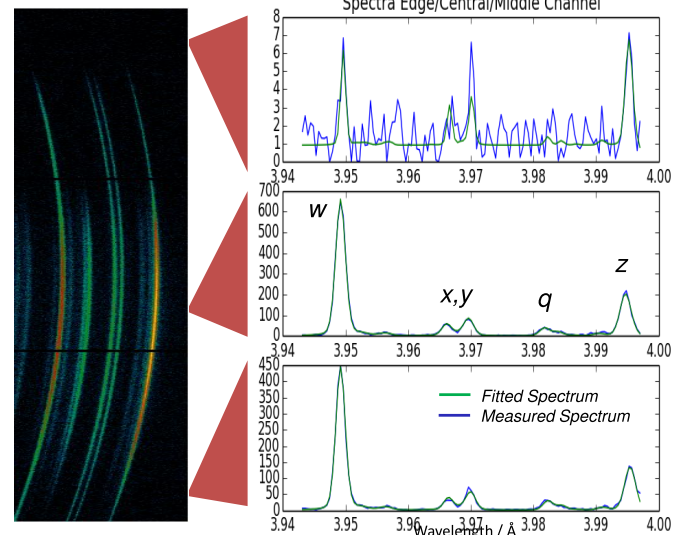 Spectra Edge/Central/Middle Channel
8
7
6
5
4
3
2
1
0
3.94 3.95 3.96 3.97 3.98 3.99 4.00
700
600
500
400
300
200
100
0
w
x,y
q
z
3.94 3.95 3.96 3.97 3.98 3.99 4.00
450
400
350
300
250
200
150
100
50
0
Fitted Spectrum
Measured Spectrum
3.94 3.95 3.96 3.97 3.98 3.99 4.00
Wavelength / Å